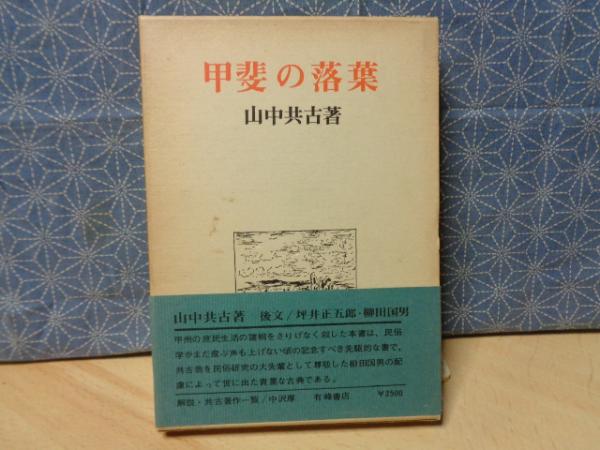 甲斐の落葉
山中共古著
山中共古著 後文/坪井正五郎・柳田国男
甲州の庶民生活の諸相をさりげなく叙した本書は、民俗
学がまだ産ぶ声も上げない頃の記念すべき先駆的な書で、
共古翁を民俗研究の大先輩として尊敬した柳田国男の配
慮によって世に出た貴重な古典である。
解説・共古著作一覧/中沢厚 有峰書店 ¥2500